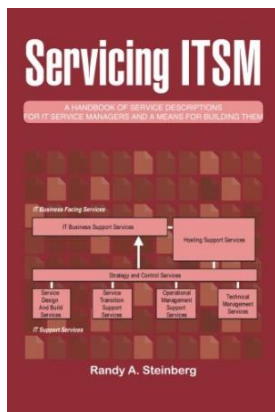 Servicing ITSM
A HANDBOOK OF SERVICE DESCRIPTIONS
FOR IT SERVICE MANAGERS AND A MEANS FOR BUILDING THEM
IT Business Facing Services
IT Business Support Services
Hosting Support Services
Strategy and Control Services
Service
Design
And Build
Services
Service
Transition
Support
Services
Operational
Management
Support
Services
Technical
Management
Services
IT Support Services
Randy A. Steinberg